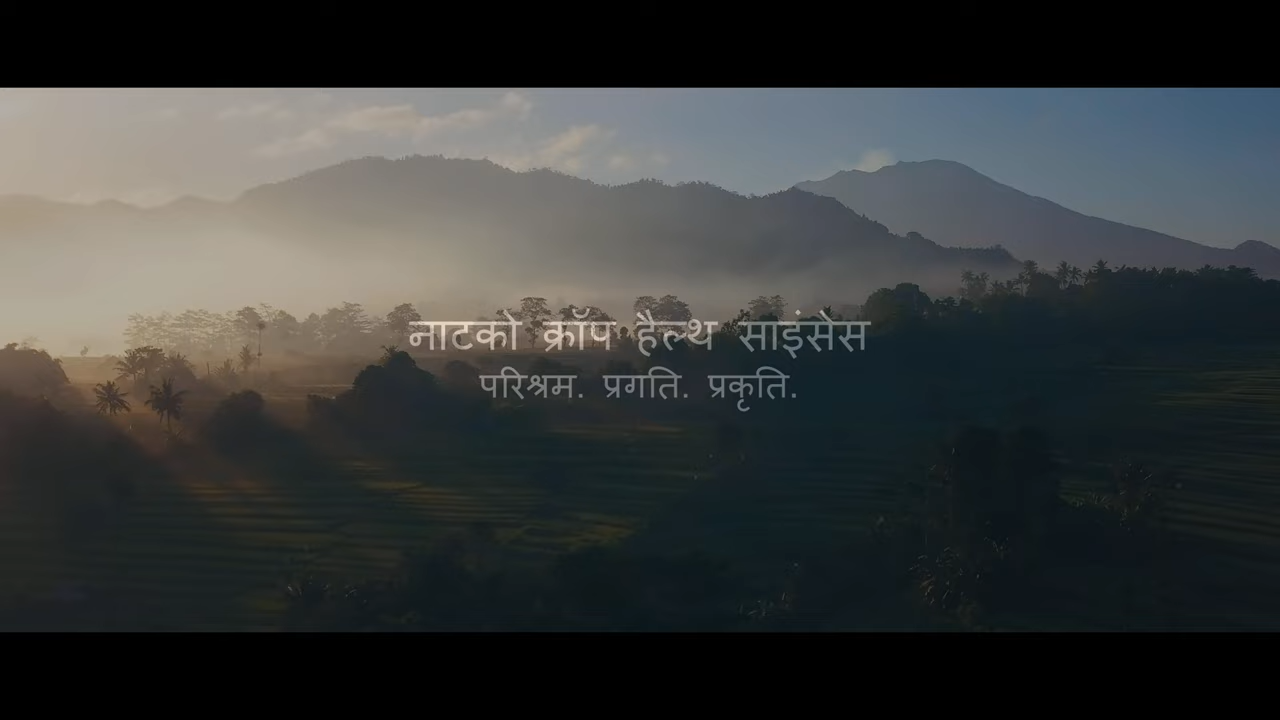 नाटको क्रॉप हैल्थ साइंसेस
परिश्रम. प्रगति. प्रकृति.